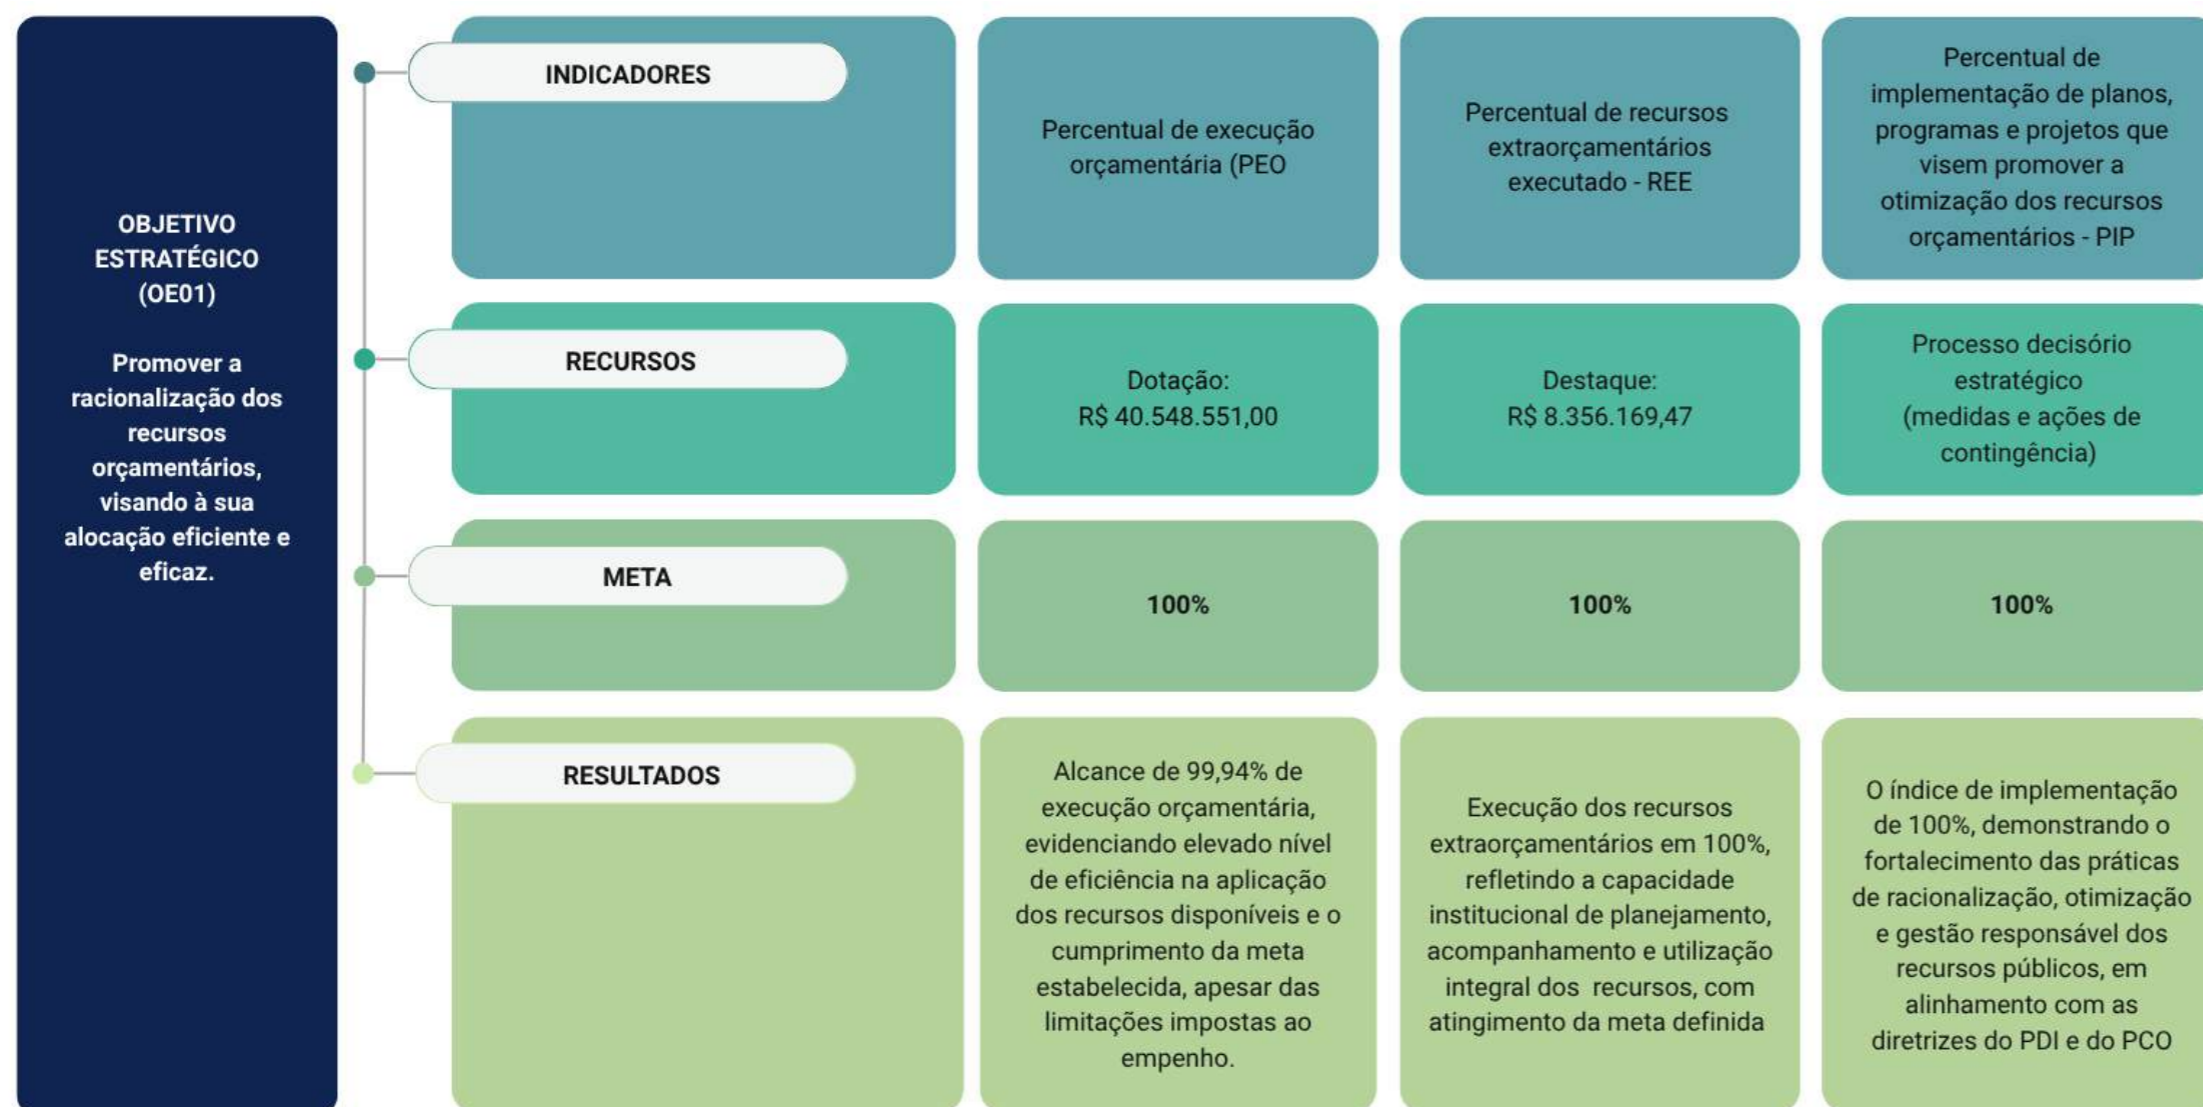 OBJETIVO
ESTRATÉGICO
(OE01)
Promover a
racionalização dos
recursos
orçamentários,
visando à sua
alocação eficiente e
eficaz.
INDICADORES
Percentual de execução
orçamentária (PEO
Percentual de recursos
extraorçamentários
executado - REE
Percentual de
implementação de planos,
programas e projetos que
visem promover a
otimização dos recursos
orçamentários - PIP
RECURSOS
Dotação:
R$ 40.548.551,00
Destaque:
R$ 8.356.169,47
Processo decisório
estratégico
(medidas e ações de
contingência)
META
100%
100%
100%
RESULTADOS
Alcance de 99,94% de
execução orçamentária,
evidenciando elevado nível
de eficiência na aplicação
dos recursos disponíveis e o
cumprimento da meta
estabelecida, apesar das
limitações impostas ao
empenho.
Execução dos recursos
extraorçamentários em 100%,
refletindo a capacidade
institucional de planejamento,
acompanhamento e utilização
integral dos recursos, com
atingimento da meta definida
O índice de implementação
de 100%, demonstrando o
fortalecimento das práticas
de racionalização, otimização
e gestão responsável dos
recursos públicos, em
alinhamento com as
diretrizes do PDI e do PCO